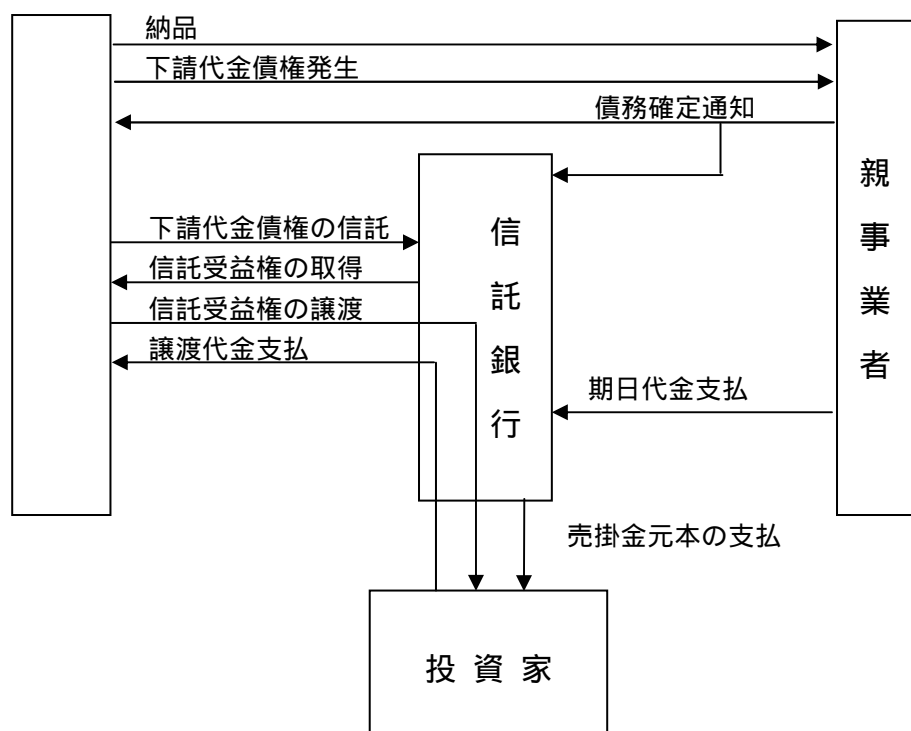 納品
下請代金債権発生
債務確定通知
親事業者
信託銀行
下請代金債権の信託
信託受益権の取得
信託受益権の譲渡
譲渡代金支払
期日代金支払
売掛金元本の支払
投資家